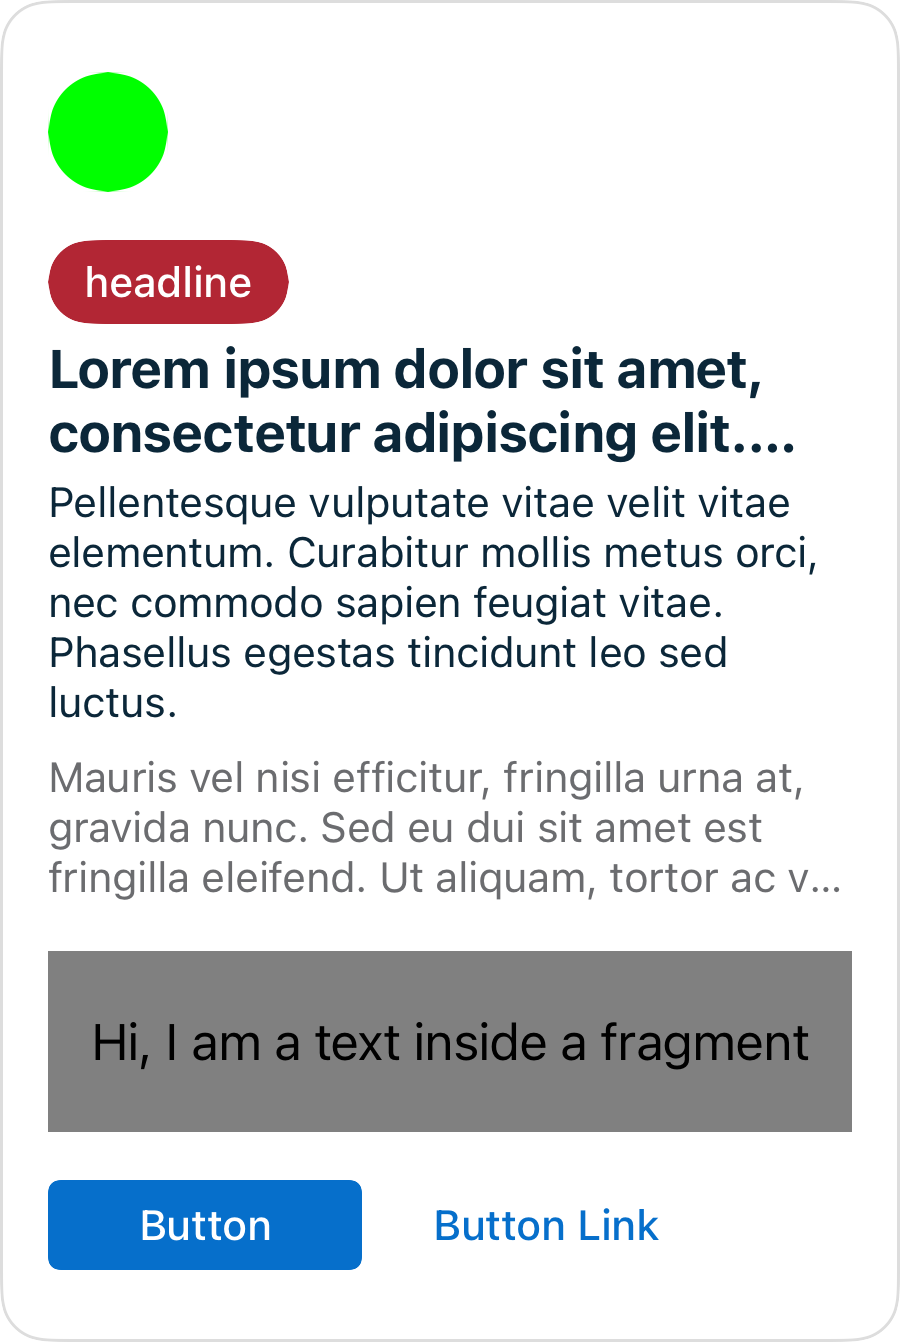 headline
Lorem ipsum dolor sit amet,
consectetur adipiscing elit....
Pellentesque vulputate vitae velit vitae
elementum. Curabitur mollis metus orci,
nec commodo sapien feugiat vitae.
Phasellus egestas tincidunt leo sed
luctus.
Mauris vel nisi efficitur, fringilla urna at,
gravida nunc. Sed eu dui sit amet est
fringilla eleifend. Ut aliquam, tortor ac v...
Hi, I am a text inside a fragment
Button
Button Link